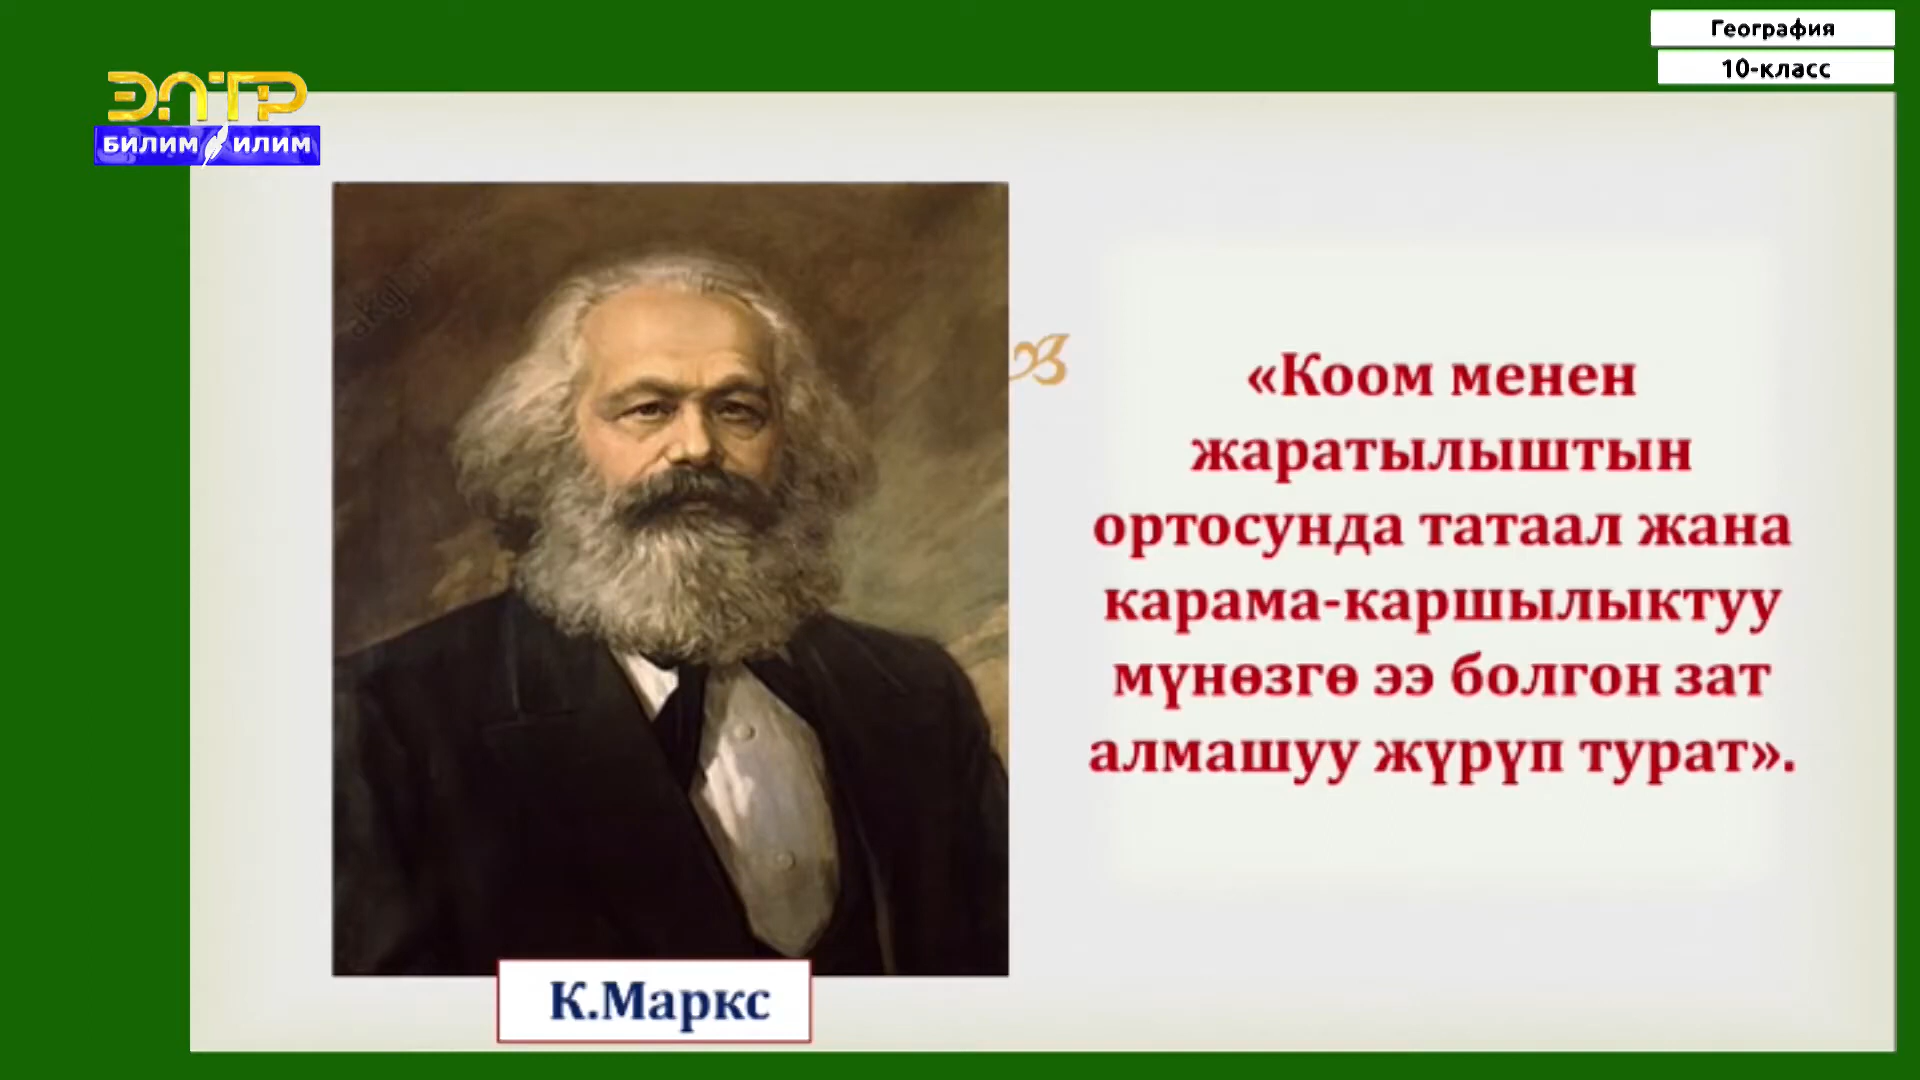 География
10-класс
ЭЛТР
БИЛИМ ИЛИМ
«Коом менен
жаратылыштын
ортосунда татаал жана
карама-каршылыктуу
мүнөзгө ээ болгон зат
алмашуу жүрүп турат».
К.Маркс